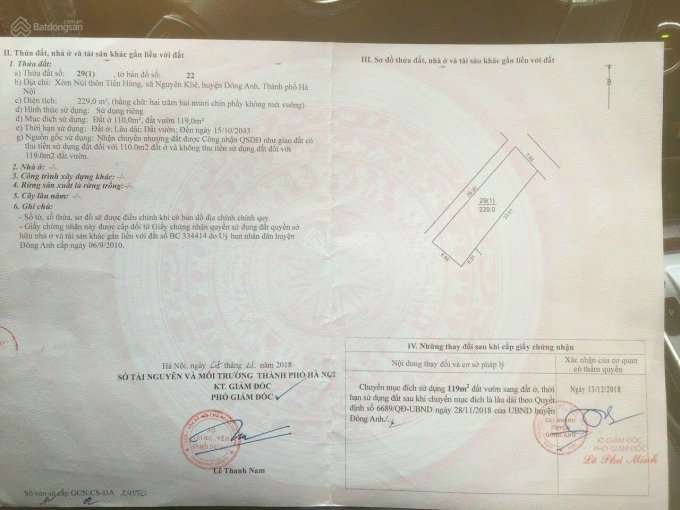 Batdongsan
II. Thửa đất, nhà ở và tài sản khác gắn liền với đất
1. Thửa đất:
a) Thửa đất số: 29(1) , tờ bản đồ số: 22
b) Địa chỉ: Xóm Núi thôn Tiên Hùng, xã Nguyên Khê, huyện Đông Anh, Thành phố Hà
Nội
c) Diện tích: 229,0 m², (bằng chữ: hai trăm hai mươi chín phẩy không mét vuông)
d) Hình thức sử dụng: Sử dụng riêng
đ) Mục đích sử dụng: Đất ở 110,0m², đất vườn 119,0m²
e) Thời hạn sử dụng: Đất ở: Lâu dài; Đất vườn: Đến ngày 15/10/2043
g) Nguồn gốc sử dụng: Nhận chuyển nhượng đất được Công nhận QSDĐ như giao đất có
thu tiền sử dụng đất đối với 110.0m2 đất ở và không thu tiền sử dụng đất đối với
119.0m2 đất vườn.
2. Nhà ở: -/-.
3. Công trình xây dựng khác: -/-.
4. Rừng sản xuất là rừng trồng: -/-.
5. Cây lâu năm: -/-.
6. Ghi chú:
- Số tờ, số thửa, sơ đồ sẽ được điều chỉnh khi có bản đồ địa chính chính quy.
- Giấy chứng nhận này được cấp đổi từ Giấy chứng nhận quyền sử dụng đất quyền sở
hữu nhà ở và tài sản khác gắn liền với đất số BC 334414 do Uỷ ban nhân dân huyện
Đông Anh cấp ngày 06/9/2010.
Hà Nội, ngày tháng 2018
SỞ TÀI NGUYÊN VÀ MÔI TRƯỜNG THÀNH PHỐ HÀ NỘI
KT. GIÁM ĐỐC
PHÓ GIÁM ĐỐC
Lê Thanh Nam
Số vào sổ cấp GCN:CS-ĐA
III. Sơ đồ thửa đất, nhà ở và tài sản khác gắn liền với đất
B
7.50
29(1)
229.0
IV. Những thay đổi sau khi cấp giấy chứng nhận
Nội dung thay đổi và cơ sở pháp lý
Xác nhận của cơ quan
có thẩm quyền
Chuyển mục đích sử dụng 119m² đất vườn sang đất ở, thời
hạn sử dụng đất sau khi chuyển mục đích là lâu dài theo Quyết
định số 6689/QĐ-UBND ngày 28/11/2018 của UBND huyện
Đông Anh./.
Ngày 13/12/2018
ĐÔNG ANH
KT GIÁM ĐỐC
PHÓ GIÁM ĐỐC
Lê Phú Minh